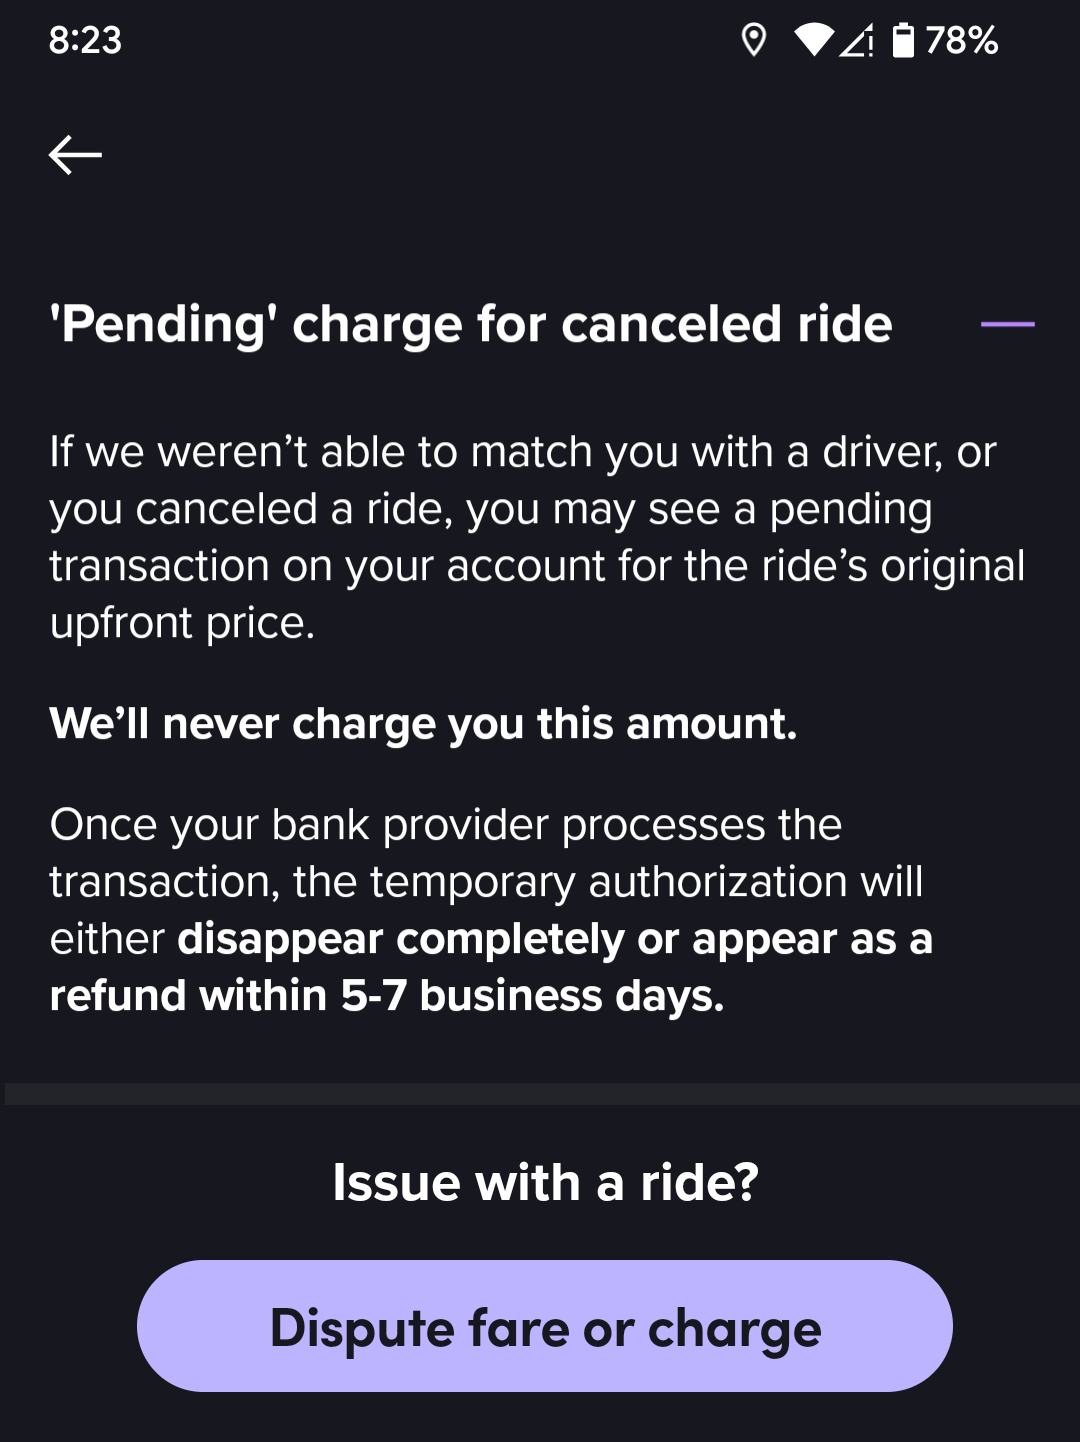 8:23
78%
'Pending' charge for canceled ride
If we weren’t able to match you with a driver, or
you canceled a ride, you may see a pending
transaction on your account for the ride’s original
upfront price.
We’ll never charge you this amount.
Once your bank provider processes the
transaction, the temporary authorization will
either disappear completely or appear as a
refund within 5-7 business days.
Issue with a ride?
Dispute fare or charge